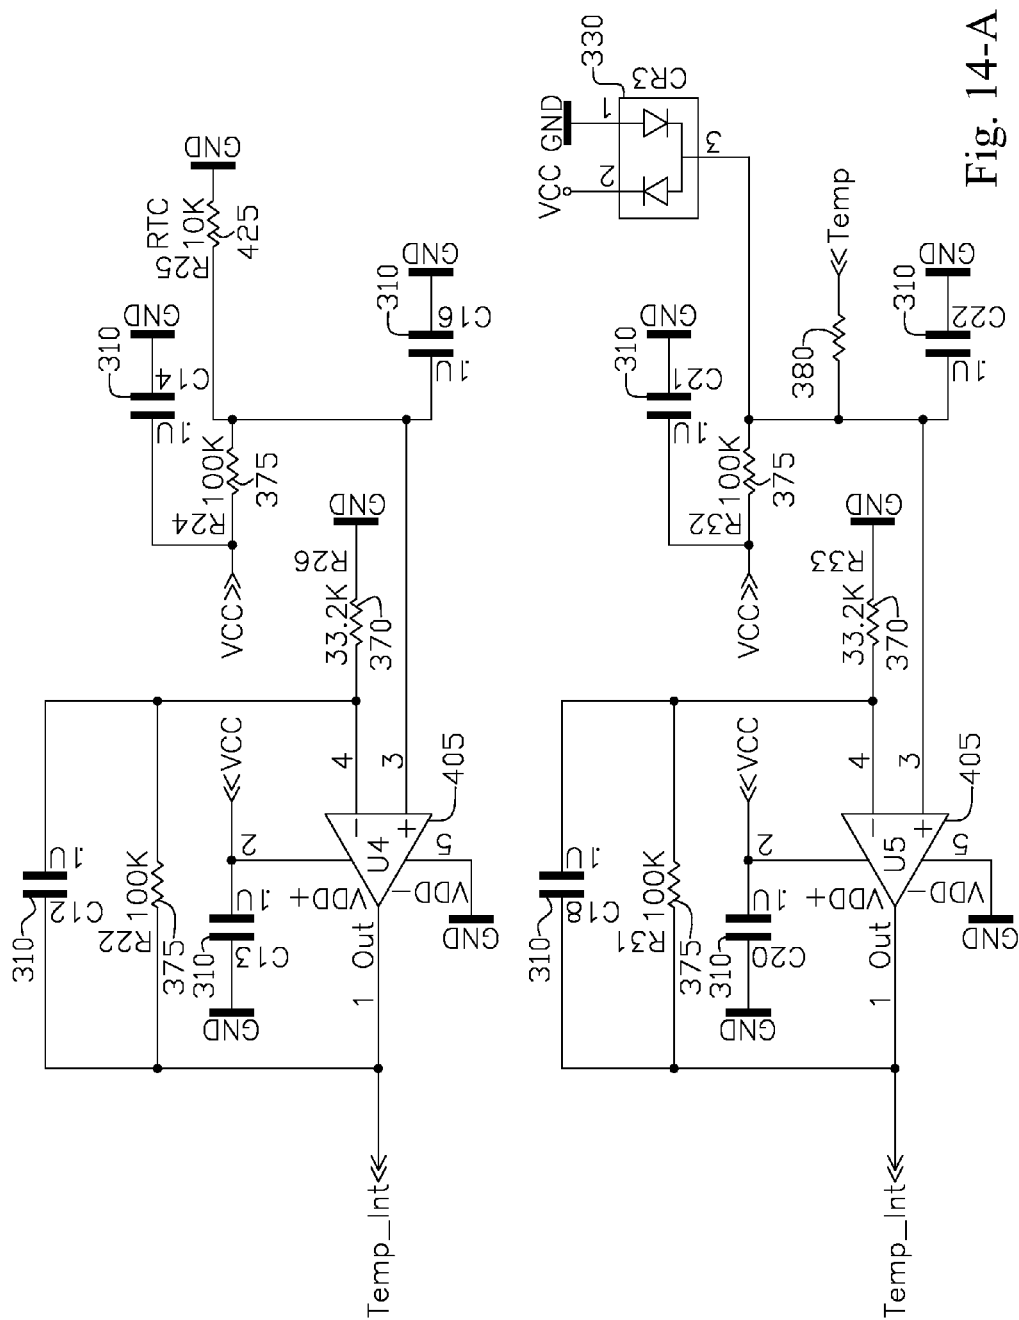 330
CR3
GND
1
VCC
2
3
GND
RTC
10K
R25
425
GND
310
C14
.1U
100K
R24
375
VCC
GND
310
C16
.1U
GND
R26
33.2K
370
310
C12
.1U
100K
R22
375
VCC
2
.1U
310
C13
GND
VDD+
4
3
U4
405
5
VDD-
GND
Out
1
Temp_Int
GND
310
C21
.1U
100K
R32
375
VCC
Temp
380
GND
310
C22
.1U
GND
R33
33.2K
370
310
C18
.1U
100K
R31
375
VCC
2
.1U
310
C20
GND
VDD+
4
3
U5
405
5
VDD-
GND
Out
1
Temp_Int
Fig. 14-A